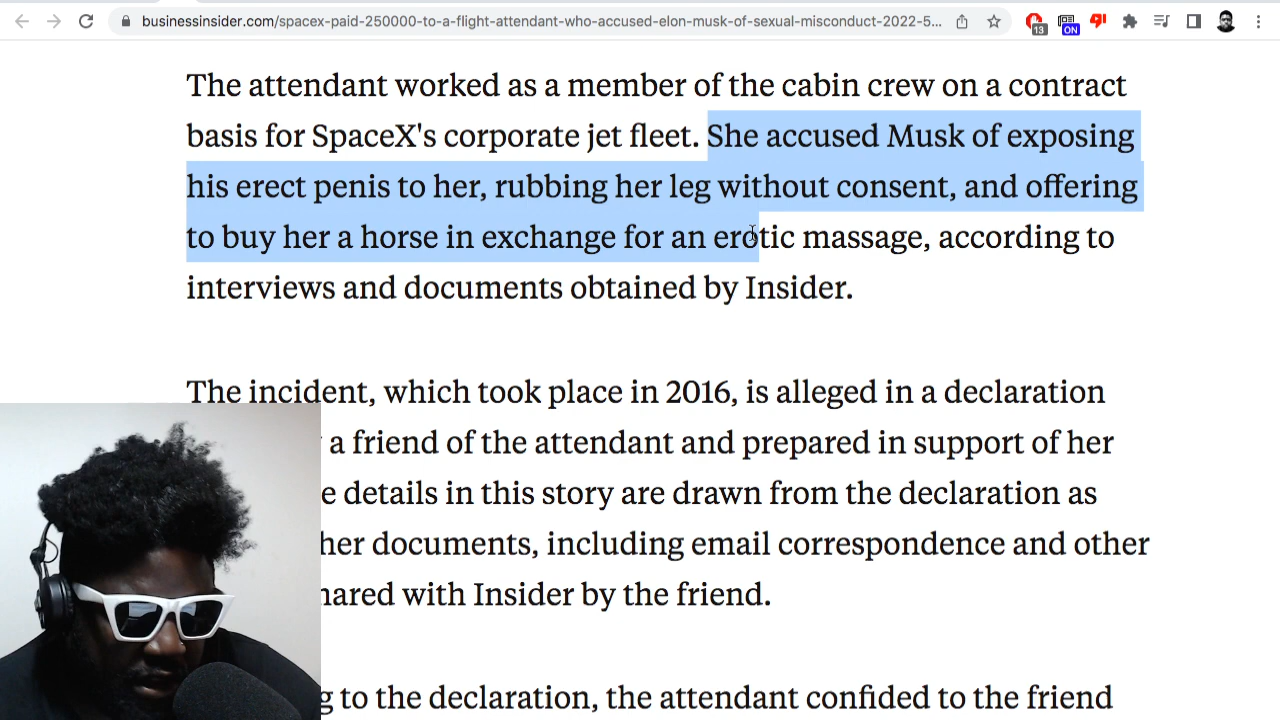 businessinsider.com/spacex-paid-250000-to-a-flight-attendant-who-accused-elon-musk-of-sexual-misconduct-2022-5...
13
ON
The attendant worked as a member of the cabin crew on a contract
basis for SpaceX's corporate jet fleet. She accused Musk of exposing
his erect penis to her, rubbing her leg without consent, and offering
to buy her a horse in exchange for an erotic massage, according to
interviews and documents obtained by Insider.
The incident, which took place in 2016, is alleged in a declaration
a friend of the attendant and prepared in support of her
details in this story are drawn from the declaration as
her documents, including email correspondence and other
with Insider by the friend.
to the declaration, the attendant confided to the friend